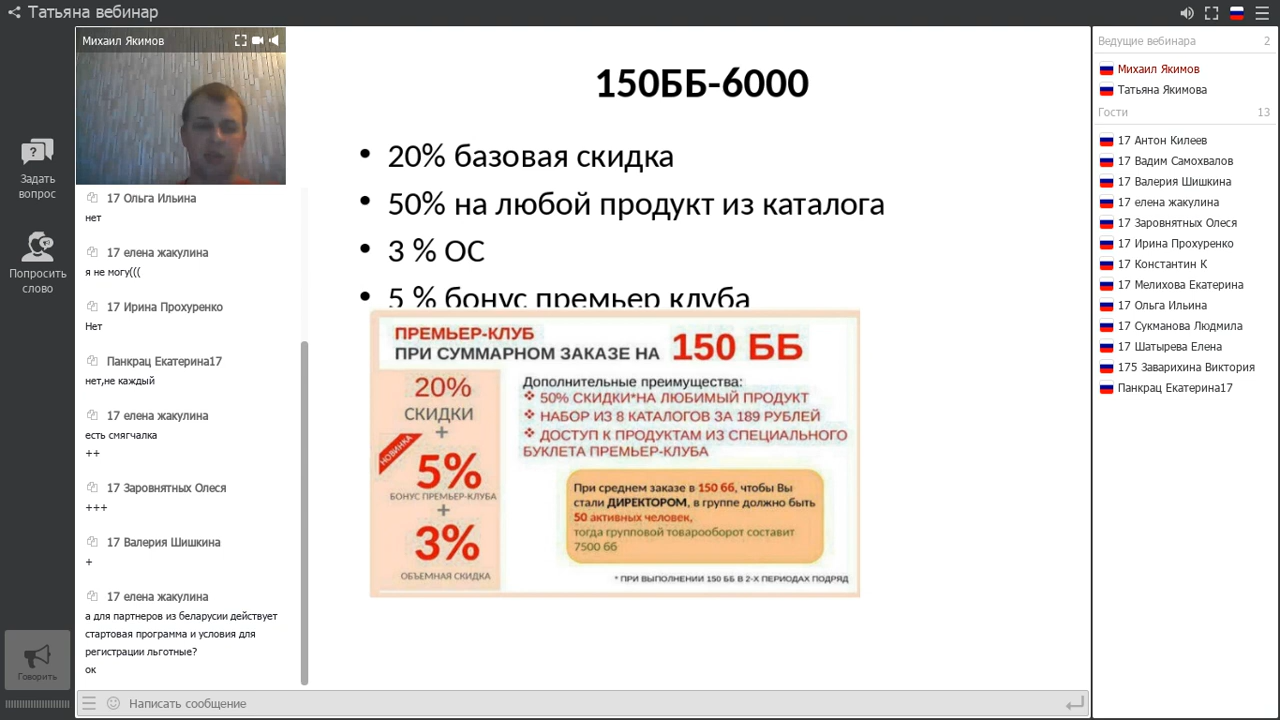 Татьяна вебинар
Задать
вопрос
Попросить
слово
Говорить
Михаил Якимов
17 Ольга Ильина
нет
17 елена жакулина
я не могу(((
17 Ирина Прохуренко
Нет
Панкрац Екатерина17
нет,не каждый
17 елена жакулина
есть смягчалка
++
17 Заровнятных Олеся
+++
17 Валерия Шишкина
+
17 елена жакулина
а для партнеров из беларусии действует
стартовая программа и условия для
регистрации льготные?
ок
Написать сообщение
150ББ-6000
• 20% базовая скидка
• 50% на любой продукт из каталога
• 3 % ОС
• 5 % бонус премьер клуба
ПРЕМЬЕР-КЛУБ
ПРИ СУММАРНОМ ЗАКАЗЕ НА 150 ББ
20%
СКИДКИ
+
НОВИНКА
5%
БОНУС ПРЕМЬЕР-КЛУБА
+
3%
ОБЪЕМНАЯ СКИДКА
Дополнительные преимущества:
❖ 50% СКИДКИ*НА ЛЮБИМЫЙ ПРОДУКТ
❖ НАБОР ИЗ 8 КАТАЛОГОВ ЗА 189 РУБЛЕЙ
❖ ДОСТУП К ПРОДУКТАМ ИЗ СПЕЦИАЛЬНОГО
БУКЛЕТА ПРЕМЬЕР-КЛУБА
При среднем заказе в 150 бб, чтобы Вы
стали ДИРЕКТОРОМ, в группе должно быть
50 активных человек,
тогда групповой товарооборот составит
7500 бб
* ПРИ ВЫПОЛНЕНИИ 150 ББ В 2-Х ПЕРИОДАХ ПОДРЯД
Ведущие вебинара 2
Михаил Якимов
Татьяна Якимова
Гости 13
17 Антон Килеев
17 Вадим Самохвалов
17 Валерия Шишкина
17 елена жакулина
17 Заровнятных Олеся
17 Ирина Прохуренко
17 Константин К
17 Мелихова Екатерина
17 Ольга Ильина
17 Сукманова Людмила
17 Шатырева Елена
175 Заварихина Виктория
Панкрац Екатерина17